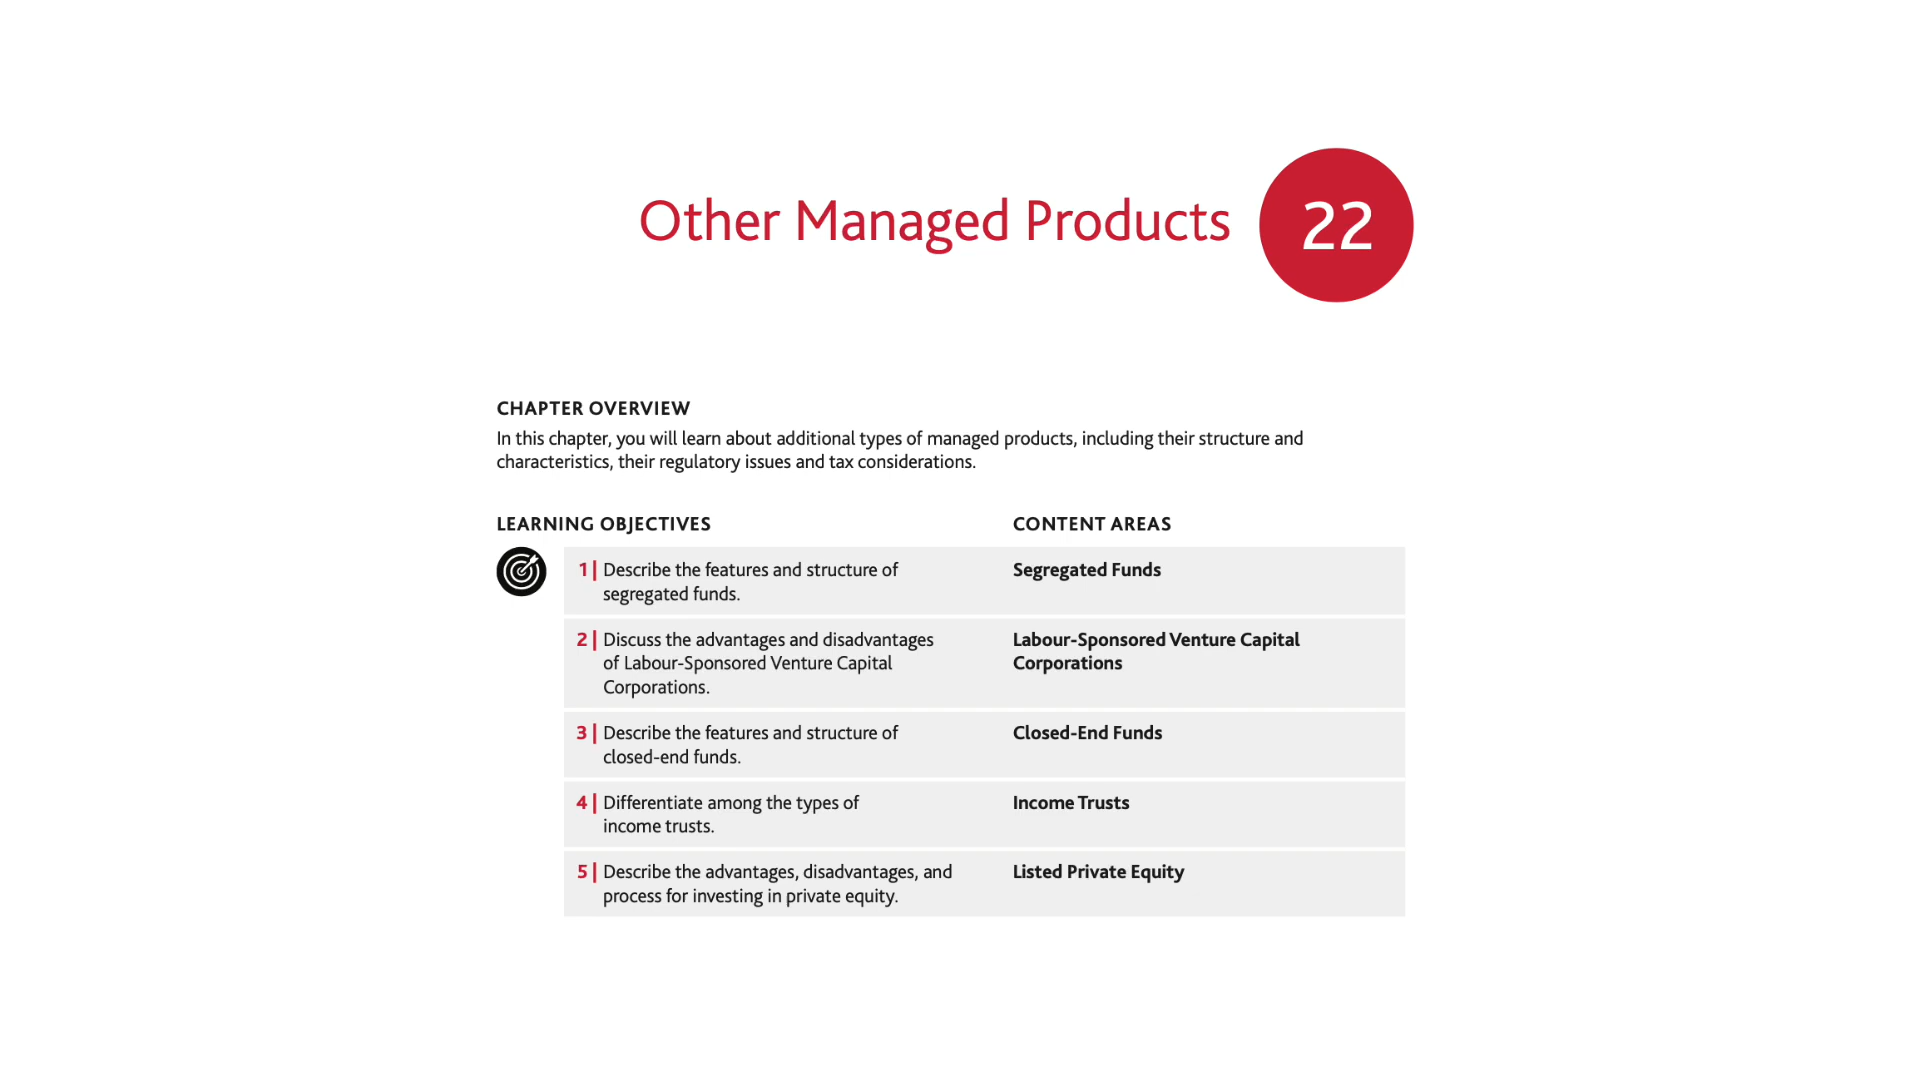 Other Managed Products 22
CHAPTER OVERVIEW
In this chapter, you will learn about additional types of managed products, including their structure and
characteristics, their regulatory issues and tax considerations.
LEARNING OBJECTIVES CONTENT AREAS
1 | Describe the features and structure of
segregated funds.
Segregated Funds
2 | Discuss the advantages and disadvantages
of Labour-Sponsored Venture Capital
Corporations.
Labour-Sponsored Venture Capital
Corporations
3 | Describe the features and structure of
closed-end funds.
Closed-End Funds
4 | Differentiate among the types of
income trusts.
Income Trusts
5 | Describe the advantages, disadvantages, and
process for investing in private equity.
Listed Private Equity